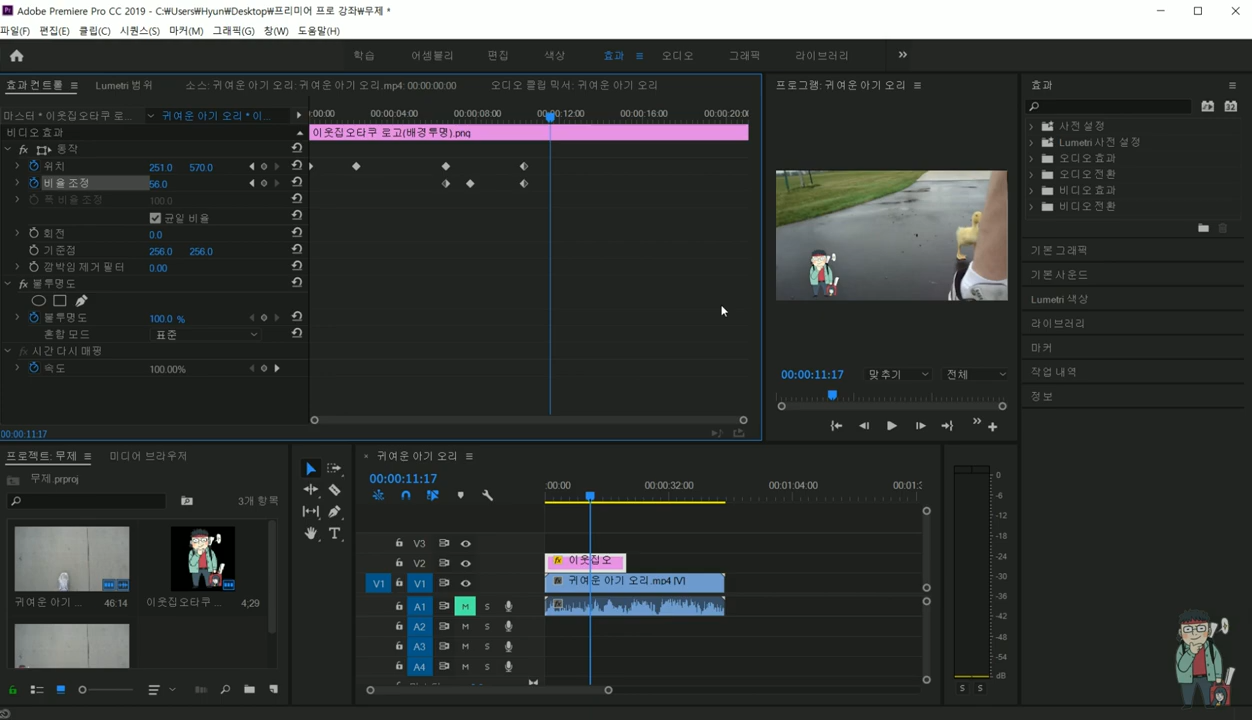 Adobe Premiere Pro CC 2019 - C:₩Users₩Hyun₩Desktop₩프리미어 프로 강좌₩무제 *
파일(F) 편집(E) 클립(C) 시퀀스(S) 마커(M) 그래픽(G) 창(W) 도움말(H)
학습 어셈블리 편집 색상 효과 오디오 그래픽 라이브러리
효과 컨트롤 Lumetri 범위 소스: 귀여운 아기 오리: 귀여운 아기 오리.mp4: 00:00:00:00 오디오 클립 믹서: 귀여운 아기 오리
마스터 * 이웃집오타쿠 로... 귀여운 아기 오리 * 이...
:00:00 00:00:04:00 00:00:08:00 00:00:12:00 00:00:16:00 00:00:20:0
비디오 효과
이웃집오타쿠 로고(배경투명).png
fx 동작
위치 251.0 570.0
비율 조정 56.0
폭 비율 조정 100.0
균일 비율
회전 0.0
기준점 256.0 256.0
깜박임 제거 필터 0.00
fx 불투명도
불투명도 100.0 %
혼합 모드 표준
fx 시간 다시 매핑
속도 100.00%
00:00:11:17
프로그램: 귀여운 아기 오리
00:00:11:17 맞추기 전체
효과
사전 설정
Lumetri 사전 설정
오디오 효과
오디오 전환
비디오 효과
비디오 전환
기본 그래픽
기본 사운드
Lumetri 색상
라이브러리
마커
작업 내역
정보
프로젝트: 무제 미디어 브라우저
무제.prproj
3개 항목
귀여운 아기 ... 46:14 이웃집오타쿠 ... 4,29
× 귀여운 아기 오리
00:00:11:17
:00:00 00:00:32:00 00:01:04:00 00:01:3
V3
V2 fx 이웃집오
V1 V1 fx 귀여운 아기 오리.mp4 [V]
A1 M S
A2 M S
A3 M S
A4 M S
0
-6
-12
-18
-24
-30
-36
-42
-48
-54
dB
S S